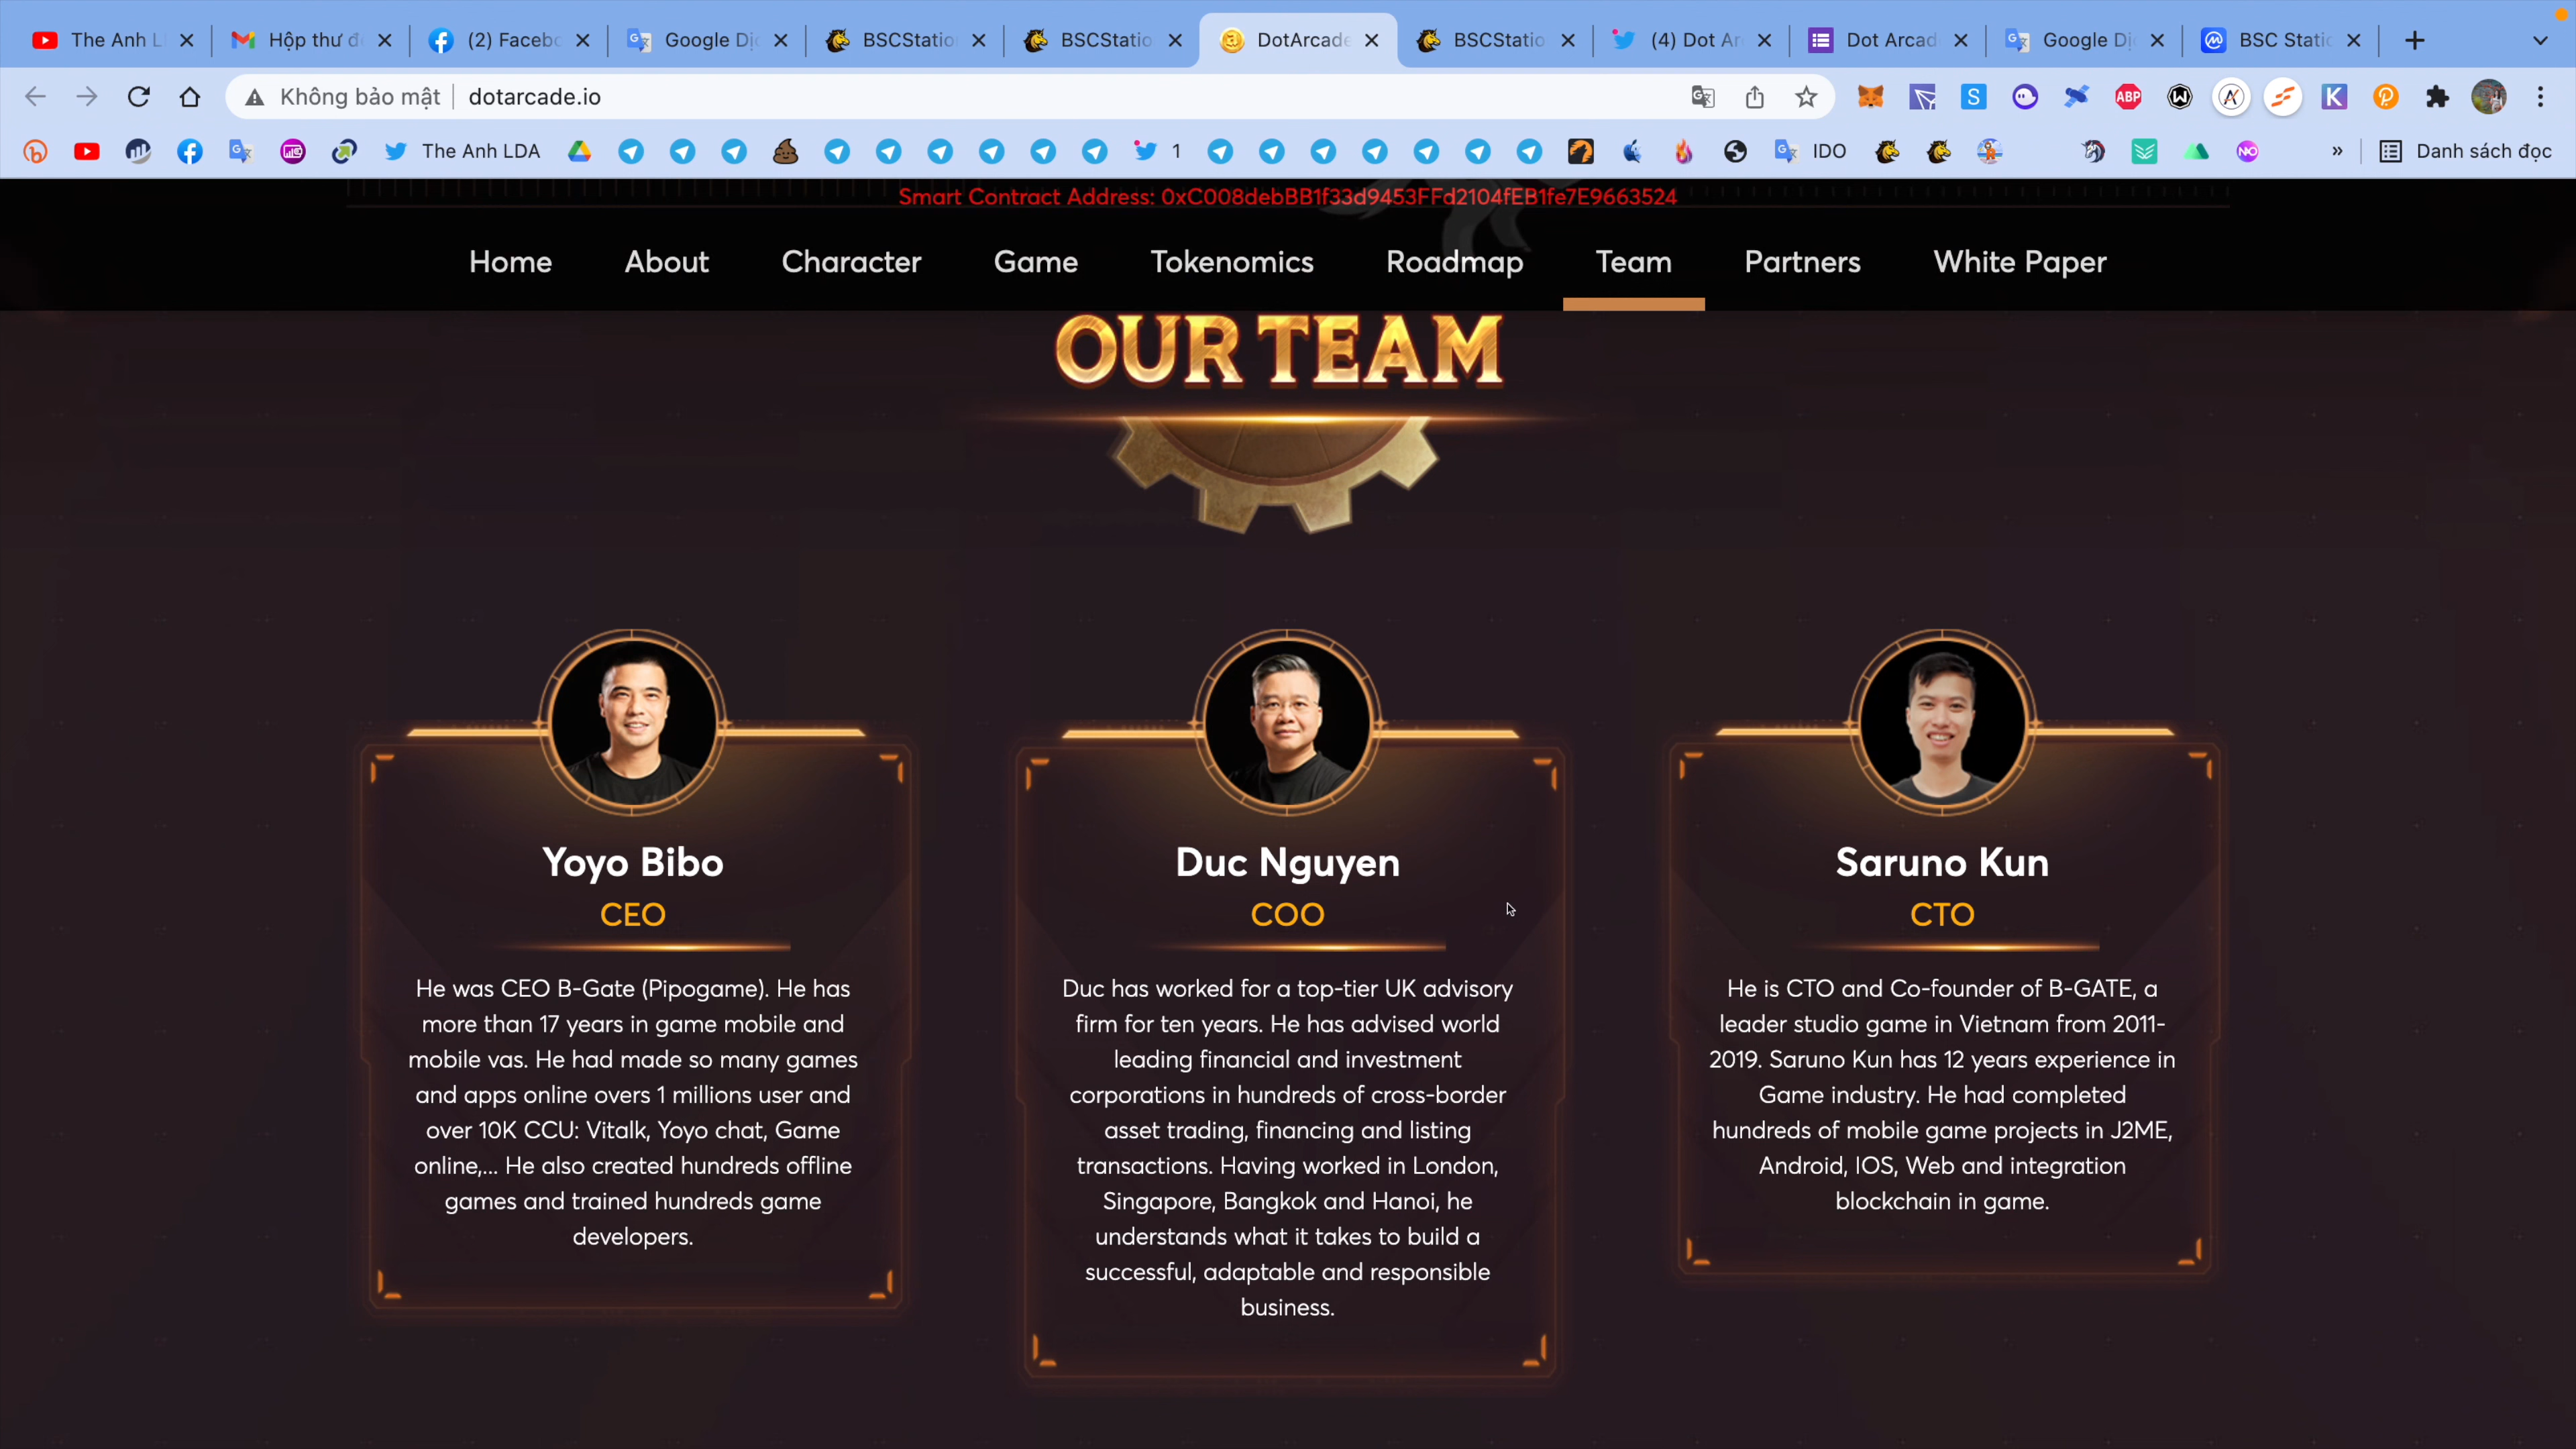 The Anh L
Hộp thư đ
(2) Facebo
Google Dị
BSCStatio
BSCStatio
DotArcade
BSCStatio
(4) Dot Ar
Dot Arcad
Google Dị
BSC Stati
Không bảo mật
dotarcade.io
The Anh LDA
1
IDO
Danh sách đọc
Smart Contract Address: 0xC008debBB1f33d9453FFd2104fEB1fe7E9663524
Home About Character Game Tokenomics Roadmap Team Partners White Paper
OUR TEAM
Yoyo Bibo
CEO
He was CEO B-Gate (Pipogame). He has
more than 17 years in game mobile and
mobile vas. He had made so many games
and apps online overs 1 millions user and
over 10K CCU: Vitalk, Yoyo chat, Game
online,... He also created hundreds offline
games and trained hundreds game
developers.
Duc Nguyen
COO
Duc has worked for a top-tier UK advisory
firm for ten years. He has advised world
leading financial and investment
corporations in hundreds of cross-border
asset trading, financing and listing
transactions. Having worked in London,
Singapore, Bangkok and Hanoi, he
understands what it takes to build a
successful, adaptable and responsible
business.
Saruno Kun
CTO
He is CTO and Co-founder of B-GATE, a
leader studio game in Vietnam from 2011-
2019. Saruno Kun has 12 years experience in
Game industry. He had completed
hundreds of mobile game projects in J2ME,
Android, IOS, Web and integration
blockchain in game.